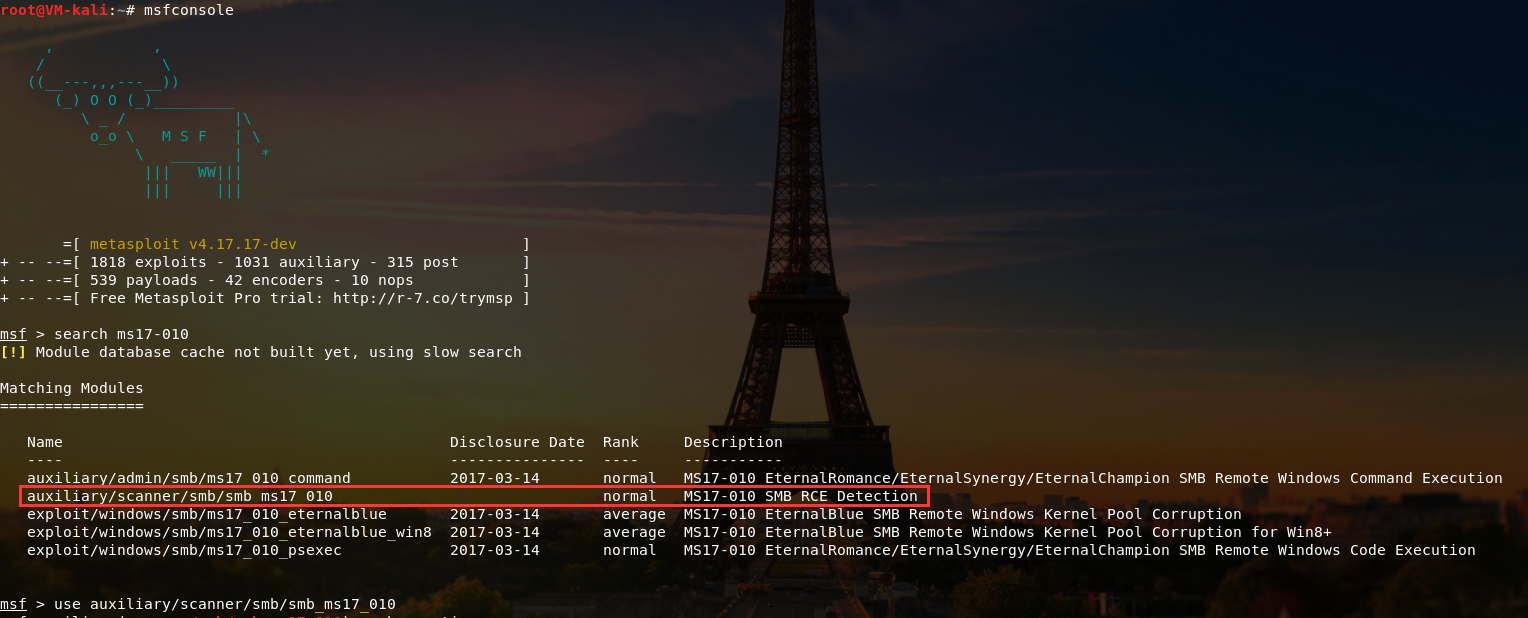 root@VM-kali:~# msfconsole
     ,           ,
    /             \
   ((__---,,,---__))
      (_) O O (_)_________
         \ _ /            |\
          o_o \   M S F   | \
               \   _____  |  *
                |||   WW|||
                |||     |||
       =[ metasploit v4.17.17-dev                         ]
+ -- --=[ 1818 exploits - 1031 auxiliary - 315 post       ]
+ -- --=[ 539 payloads - 42 encoders - 10 nops            ]
+ -- --=[ Free Metasploit Pro trial: http://r-7.co/trymsp ]
msf > search ms17-010
[!] Module database cache not built yet, using slow search
Matching Modules
================
   Name                                           Disclosure Date  Rank     Description
   ----                                           ---------------  ----     -----------
   auxiliary/admin/smb/ms17_010_command           2017-03-14       normal   MS17-010 EternalRomance/EternalSynergy/EternalChampion SMB Remote Windows Command Execution
   auxiliary/scanner/smb/smb_ms17_010                              normal   MS17-010 SMB RCE Detection
   exploit/windows/smb/ms17_010_eternalblue       2017-03-14       average  MS17-010 EternalBlue SMB Remote Windows Kernel Pool Corruption
   exploit/windows/smb/ms17_010_eternalblue_win8  2017-03-14       average  MS17-010 EternalBlue SMB Remote Windows Kernel Pool Corruption for Win8+
   exploit/windows/smb/ms17_010_psexec            2017-03-14       normal   MS17-010 EternalRomance/EternalSynergy/EternalChampion SMB Remote Windows Code Execution
msf > use auxiliary/scanner/smb/smb_ms17_010